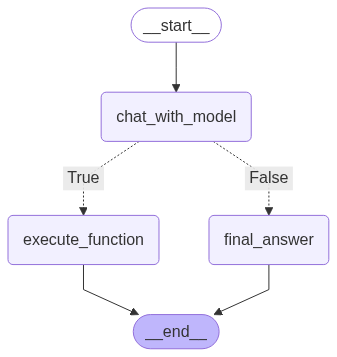 __start__
chat_with_model
True
False
execute_function
final_answer
__end__